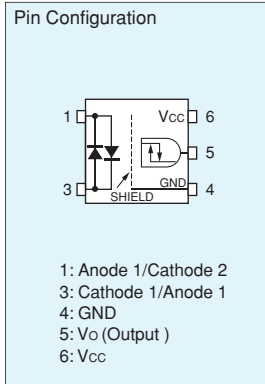 Pin Configuration
1 VCC 6
5
3 GND 4
SHIELD
1: Anode 1/Cathode 2
3: Cathode 1/Anode 1
4: GND
5: VO (Output )
6: VCC